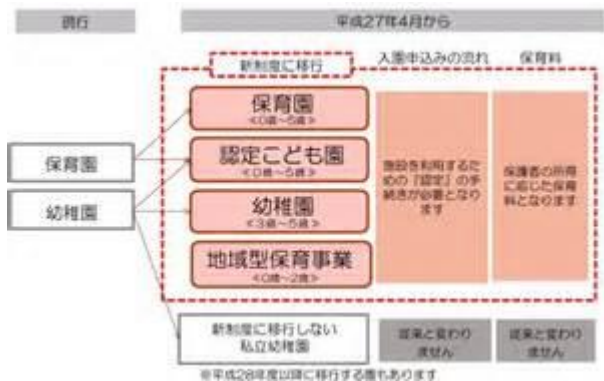 現行
平成27年4月から
新制度に移行
入園申込みの流れ
保育料
保育園
<0歳~5歳>
認定こども園
<0歳~5歳>
幼稚園
<3歳~5歳>
地域型保育事業
<0歳~2歳>
保育園
幼稚園
施設を利用するた
めの『認定』の手
続きが必要となり
ます
保護者の所得
に応じた保育
料となります
新制度に移行しない
私立幼稚園
従来と変わり
ません
従来と変わり
ません
※平成28年度以降に移行する園もあります